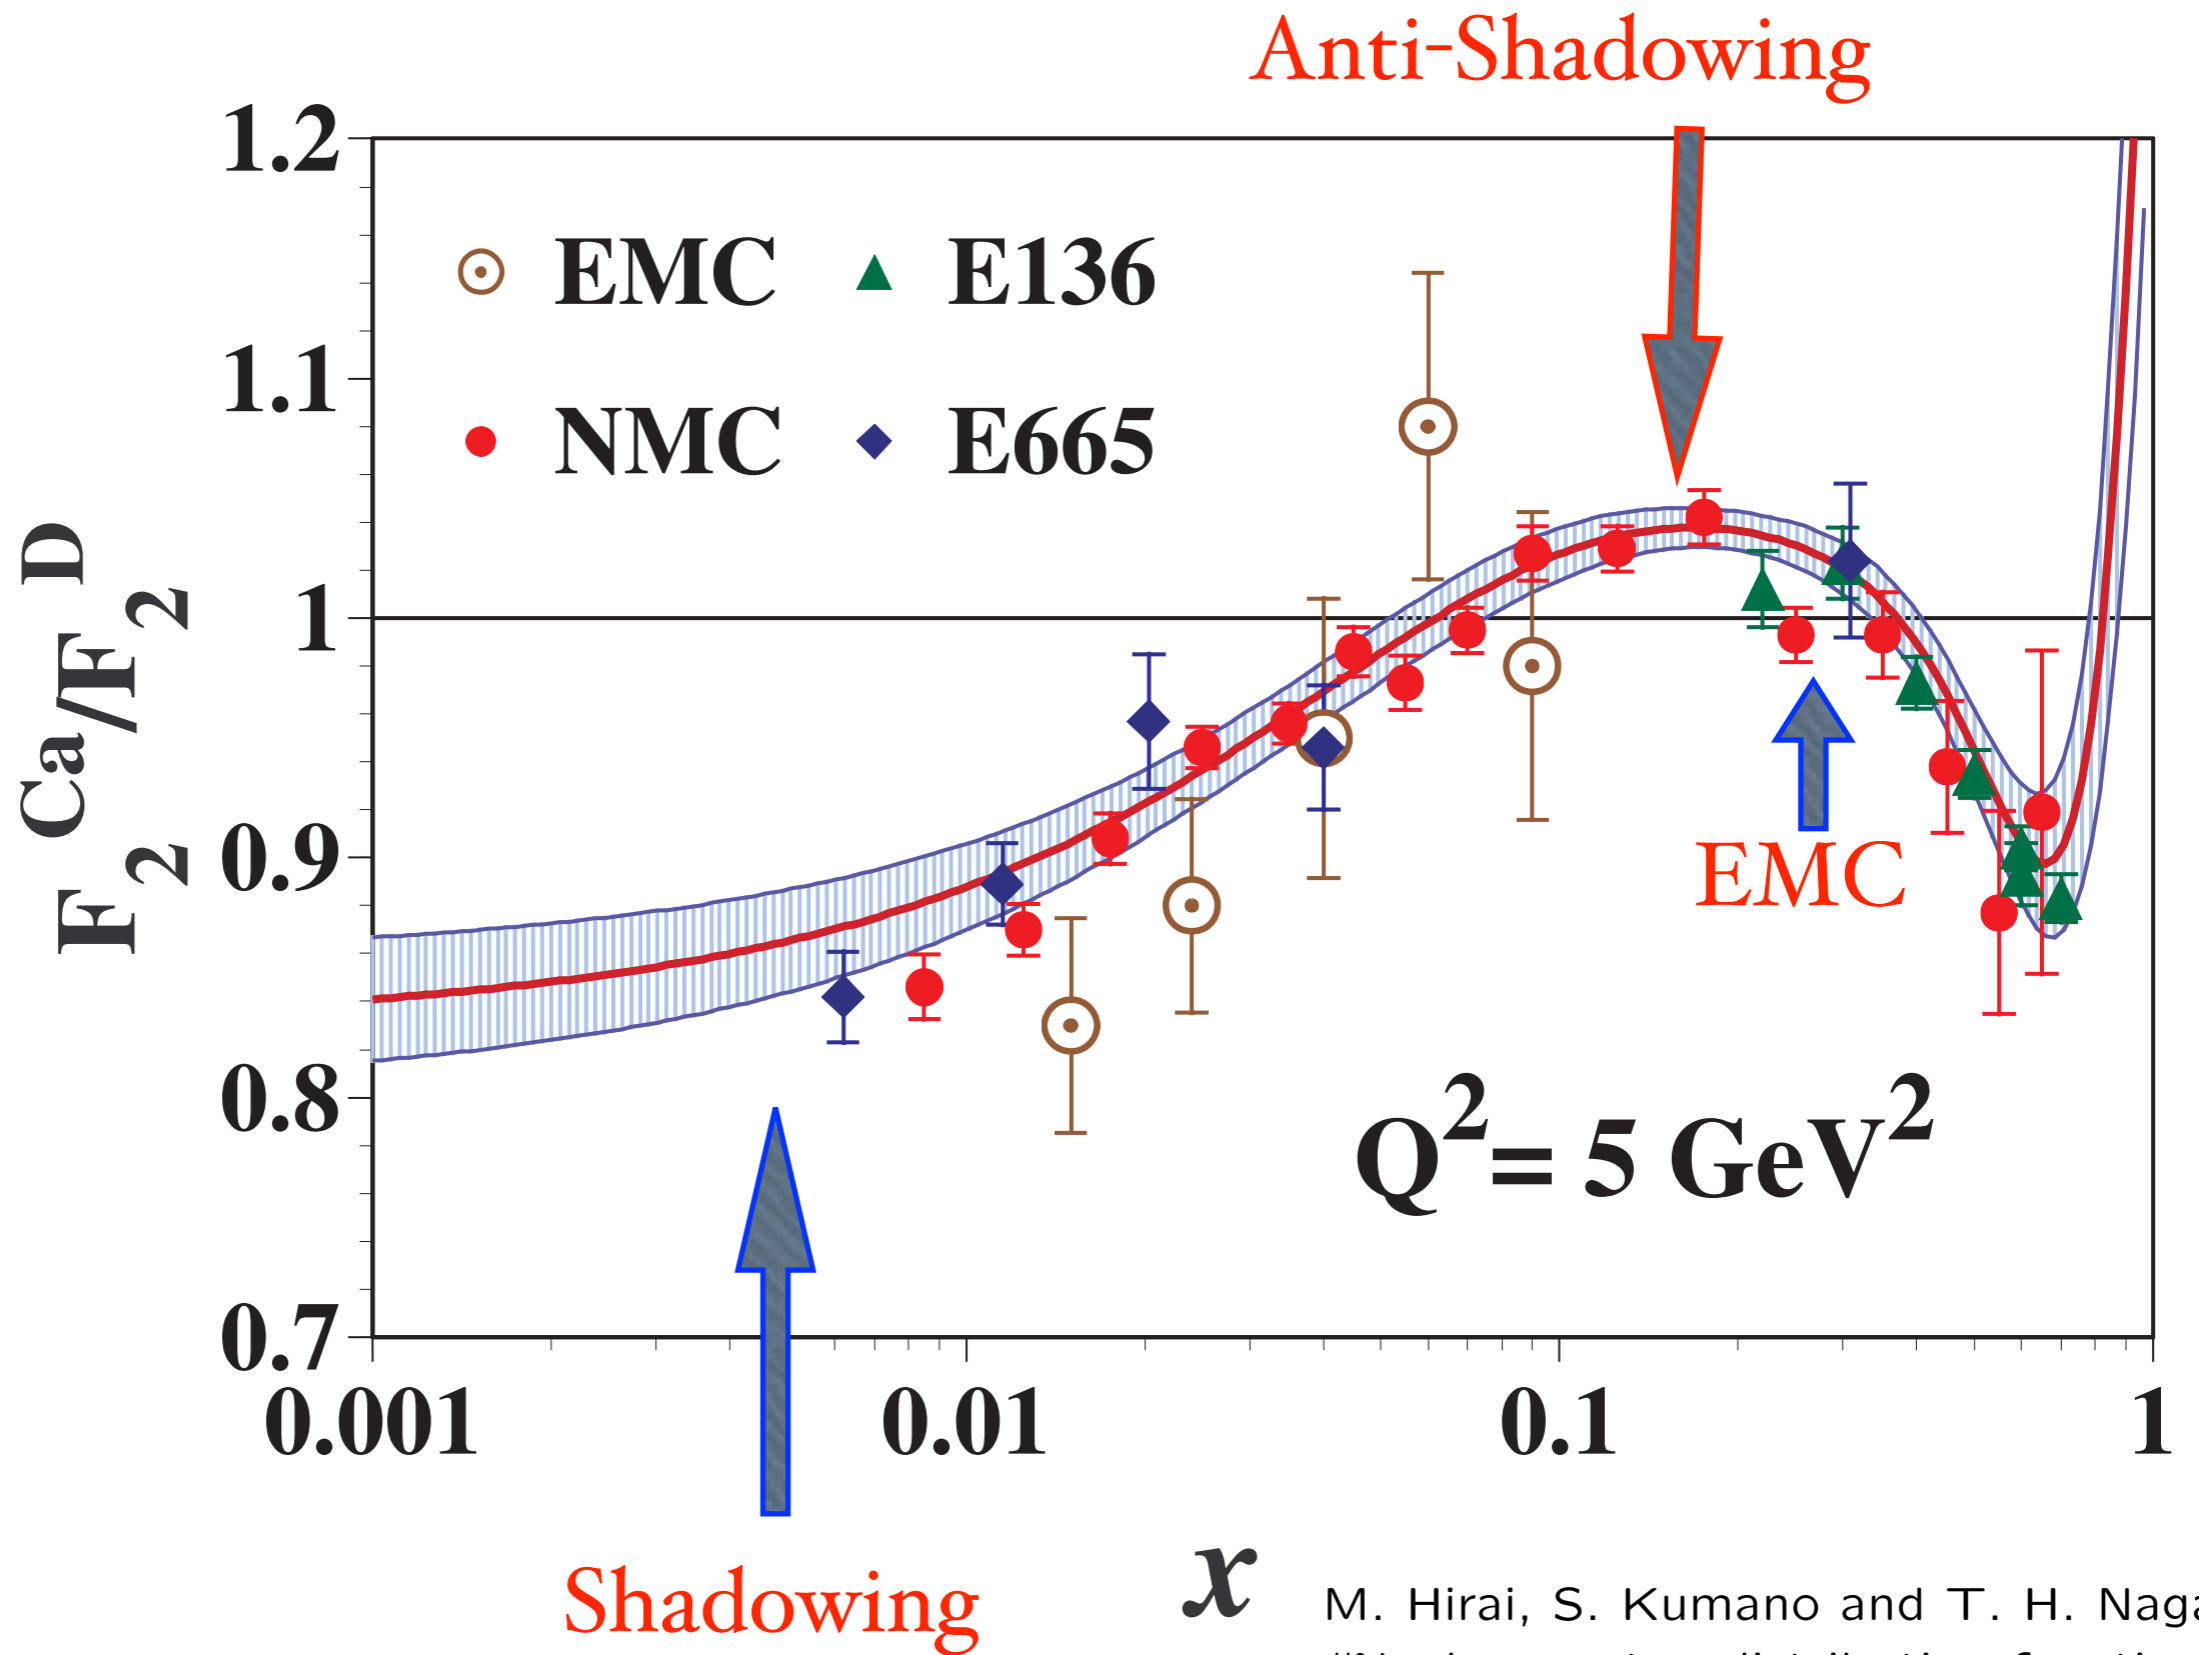 Anti-Shadowing
1.2
1.1
1
0.9
0.8
0.7
F2Ca/F2D
EMC
E136
NMC
E665
EMC
Q2= 5 GeV2
0.001
0.01
0.1
1
x
Shadowing
M. Hirai, S. Kumano and T. H.